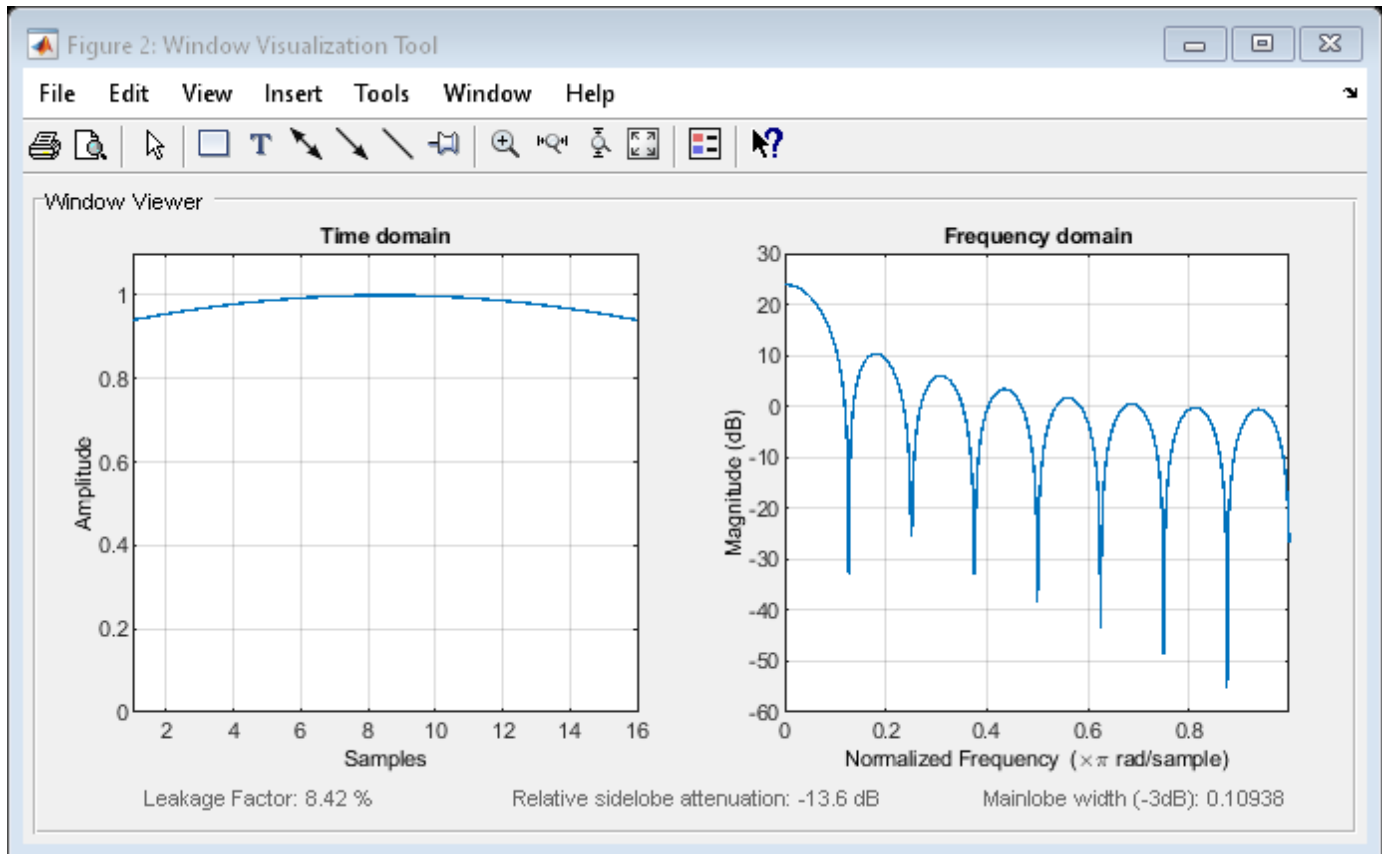 Figure 2: Window Visualization Tool
File Edit View Insert Tools Window Help
T ?
Window Viewer
Time domain
1
0.8
0.6
0.4
0.2
0
Amplitude
2 4 6 8 10 12 14 16
Samples
Frequency domain
30
20
10
0
-10
-20
-30
-40
-50
-60
Magnitude (dB)
0 0.2 0.4 0.6 0.8
Normalized Frequency (×π rad/sample)
Leakage Factor: 8.42 % Relative sidelobe attenuation: -13.6 dB Mainlobe width (-3dB): 0.10938